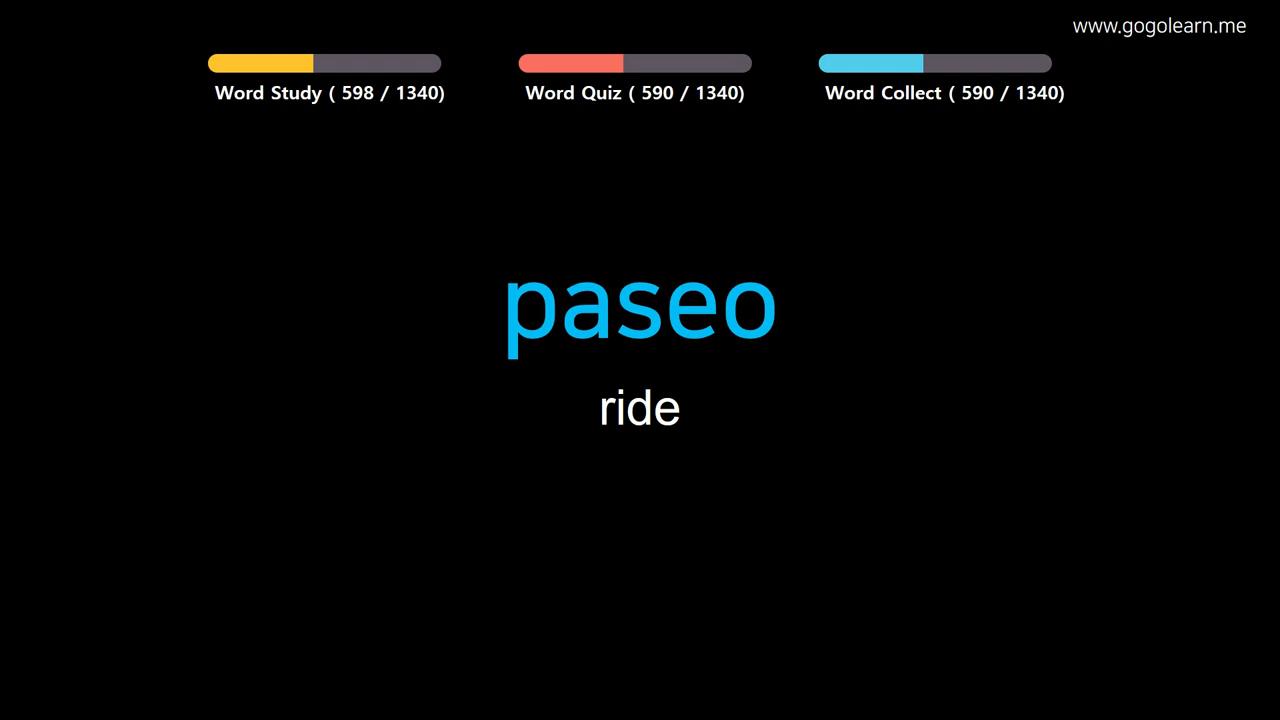 www.gogolearn.me
Word Study ( 598 / 1340)
Word Quiz ( 590 / 1340)
Word Collect ( 590 / 1340)
paseo
ride